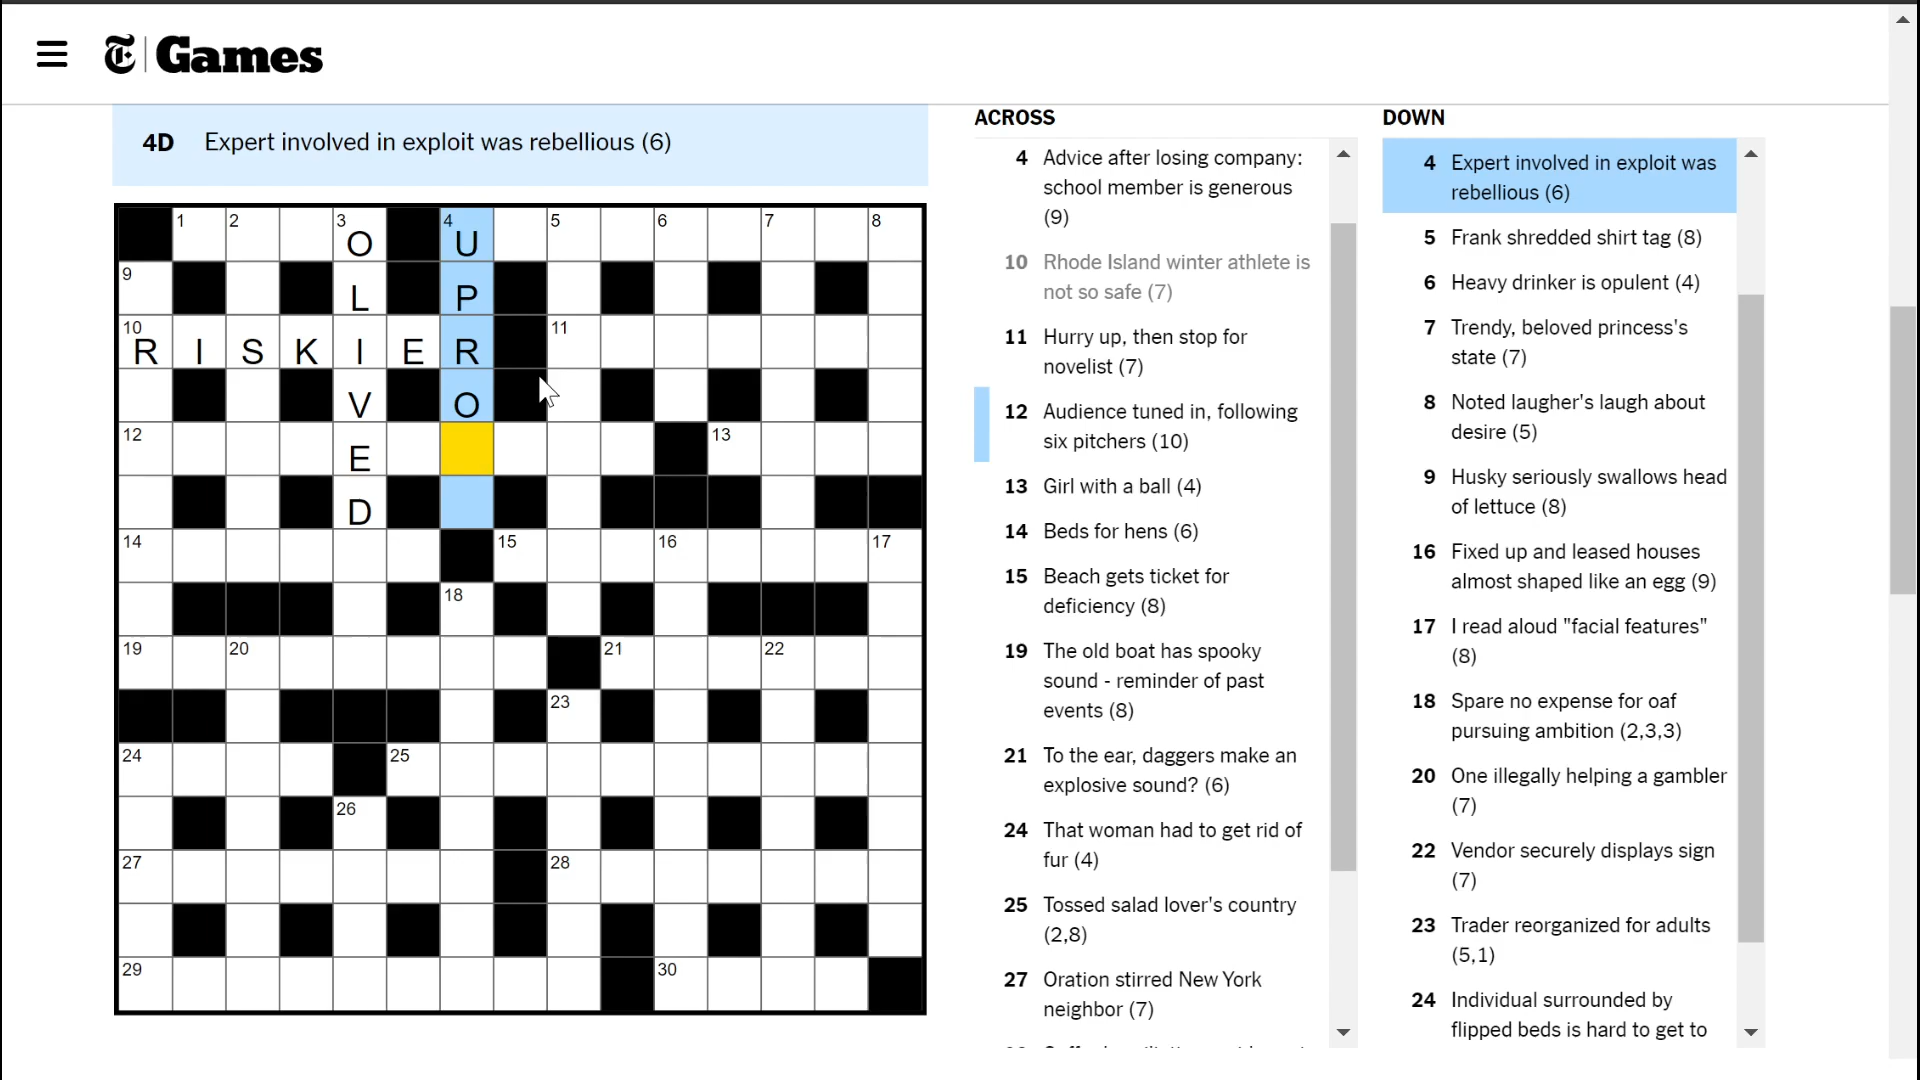 Games
4D Expert involved in exploit was rebellious (6)
1 2 3 O 4 U 5 6 7 8
9 L P
10 R I S K I E R 11
V O
12 E 13
D
14 15 16 17
18
19 20 21 22
23
24 25
26
27 28
29 30
ACROSS
4 Advice after losing company:
school member is generous
(9)
10 Rhode Island winter athlete is
not so safe (7)
11 Hurry up, then stop for
novelist (7)
12 Audience tuned in, following
six pitchers (10)
13 Girl with a ball (4)
14 Beds for hens (6)
15 Beach gets ticket for
deficiency (8)
19 The old boat has spooky
sound - reminder of past
events (8)
21 To the ear, daggers make an
explosive sound? (6)
24 That woman had to get rid of
fur (4)
25 Tossed salad lover's country
(2,8)
27 Oration stirred New York
neighbor (7)
DOWN
4 Expert involved in exploit was
rebellious (6)
5 Frank shredded shirt tag (8)
6 Heavy drinker is opulent (4)
7 Trendy, beloved princess's
state (7)
8 Noted laugher's laugh about
desire (5)
9 Husky seriously swallows head
of lettuce (8)
16 Fixed up and leased houses
almost shaped like an egg (9)
17 I read aloud "facial features"
(8)
18 Spare no expense for oaf
pursuing ambition (2,3,3)
20 One illegally helping a gambler
(7)
22 Vendor securely displays sign
(7)
23 Trader reorganized for adults
(5,1)
24 Individual surrounded by
flipped beds is hard to get to